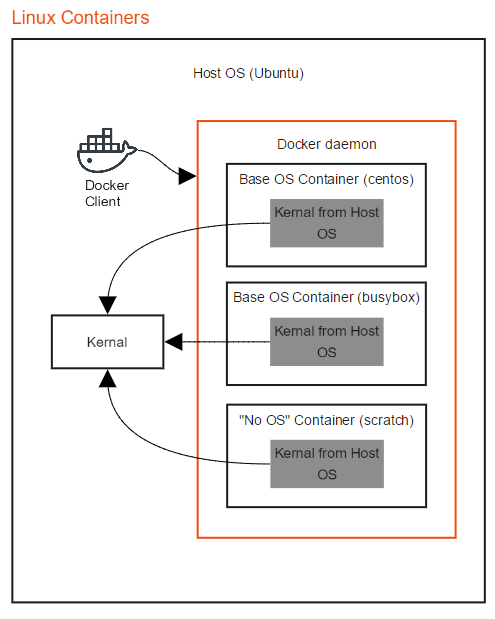 Linux Containers
Host OS (Ubuntu)
Docker
Client
Docker daemon
Base OS Container (centos)
Kernal from Host
OS
Base OS Container (busybox)
Kernal from Host
OS
Kernal
"No OS" Container (scratch)
Kernal from Host
OS